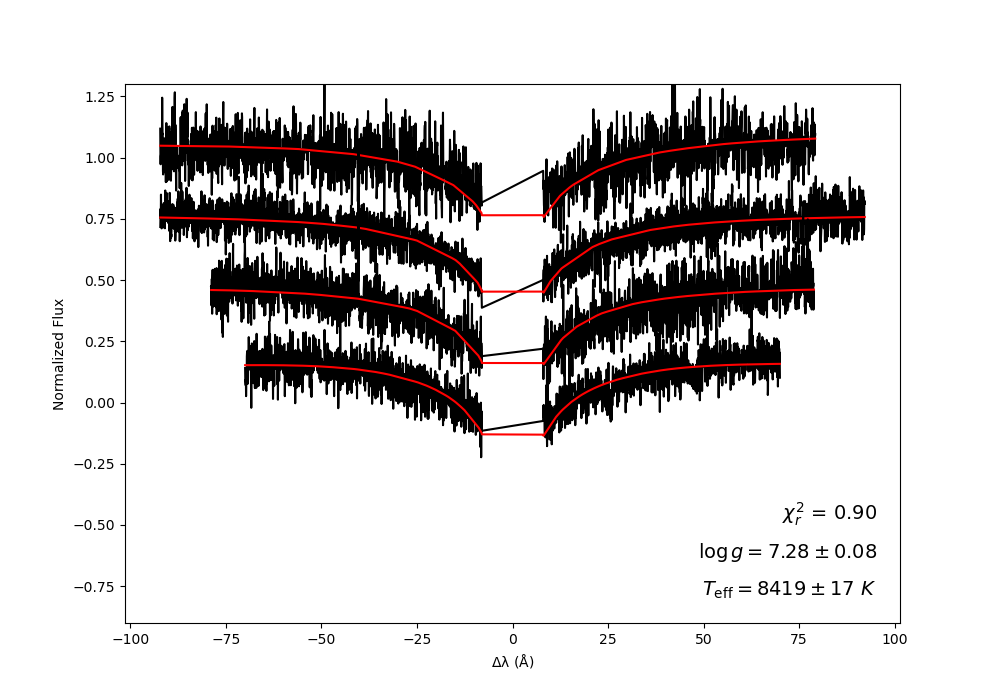 1.25
1.00
0.75
0.50
0.25
0.00
−0.25
−0.50
−0.75
Normalized Flux
χ²ᵣ = 0.90
log g = 7.28 ± 0.08
T_eff = 8419 ± 17 K
−100 −75 −50 −25 0 25 50 75 100
Δλ (Å)